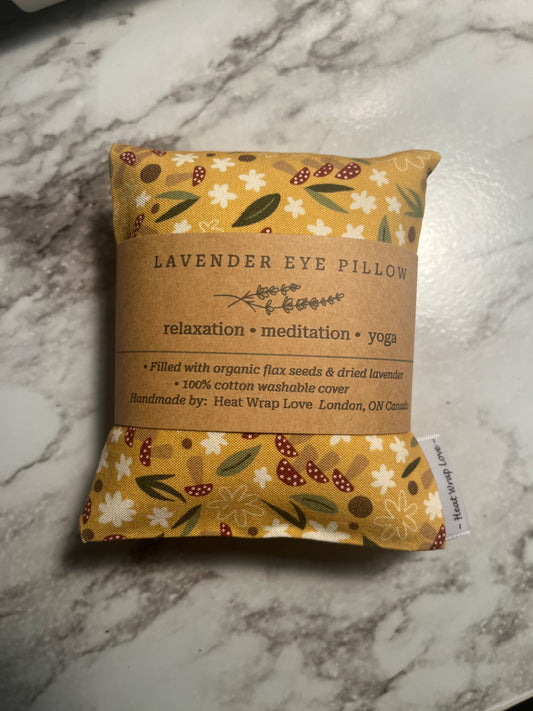 LAVENDER EYE PILLOW
relaxation • meditation • yoga
• Filled with organic flax seeds & dried lavender
• 100% cotton washable cover
Handmade by: Heat Wrap Love London, ON Canada
~ Heat Wrap Love ~